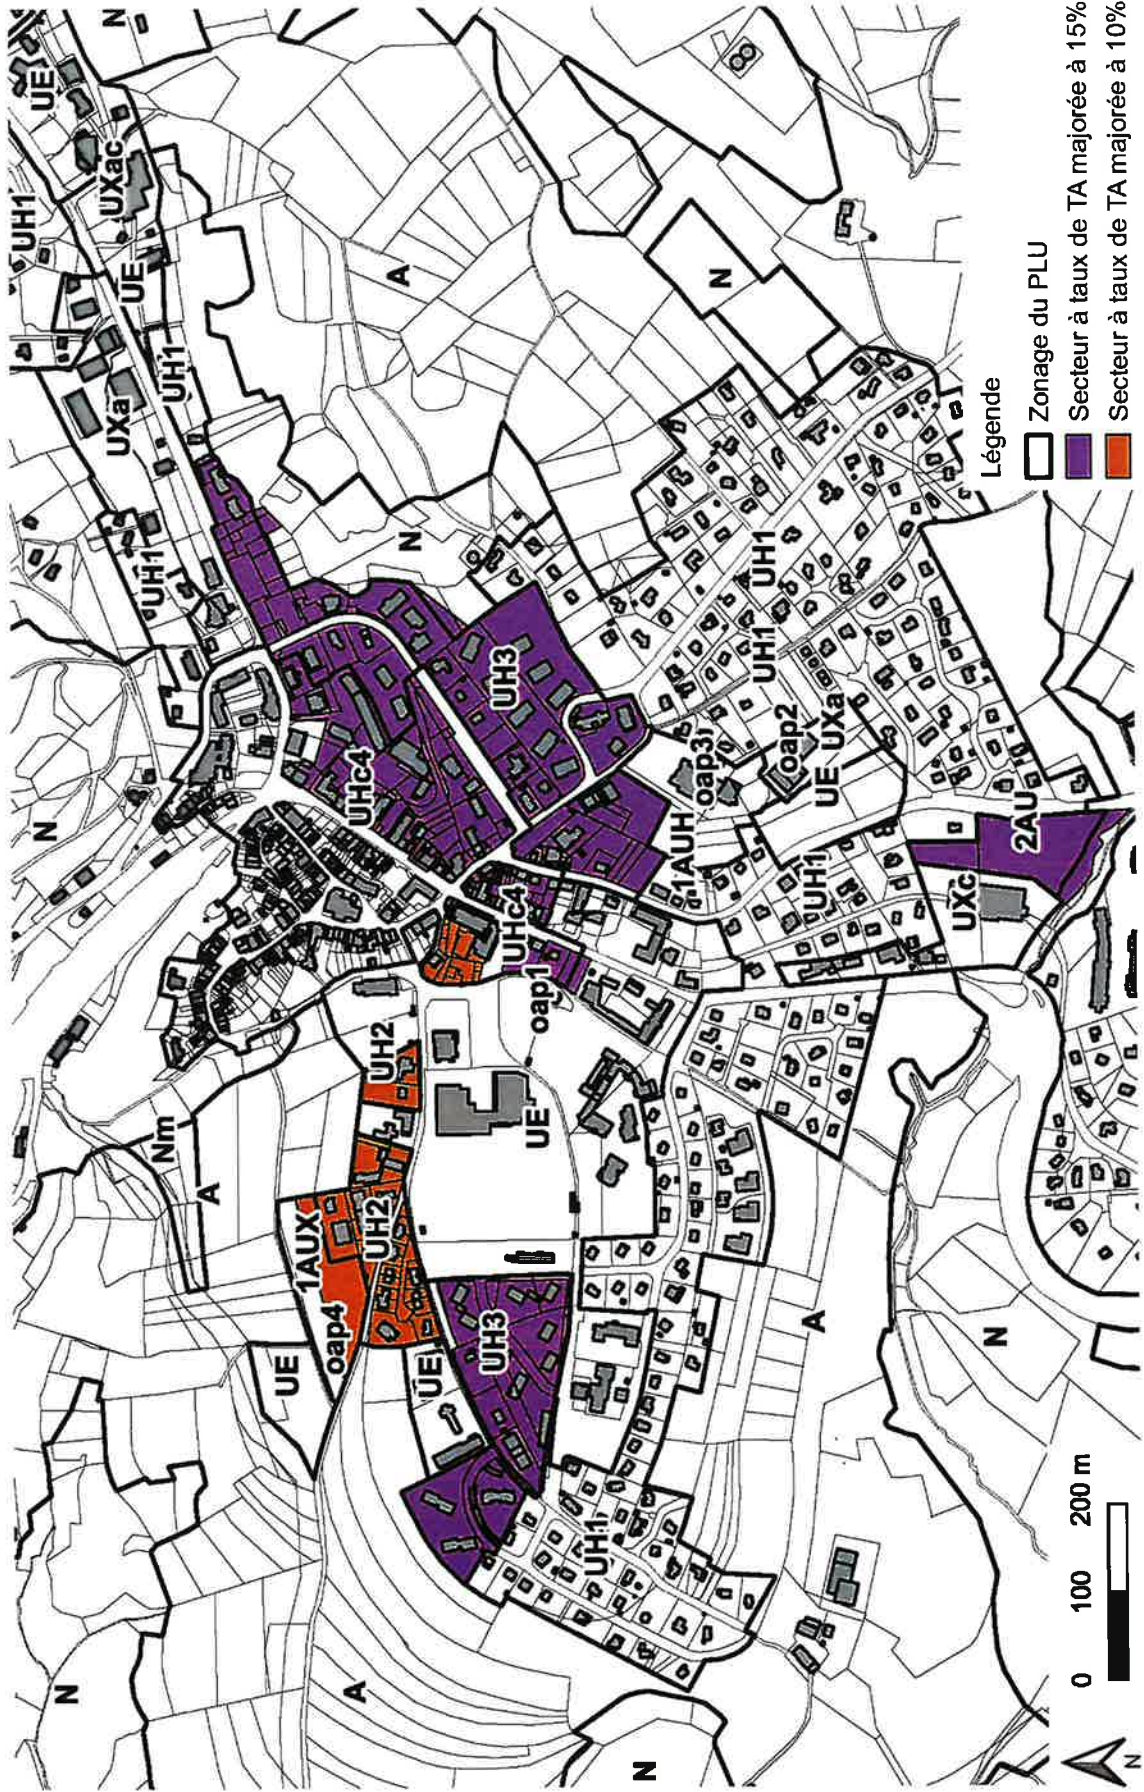 UH1
UE
N
N
N
UXac
UXa
UE
UH1
UH1
Nm
A
UE
1AUX
oap4
A
UH2
UH2
UHc4
A
N
UE
UH3
UH3
UHc4
oap1
UE
UH1
N
1AUH
oap3
N
UH1
UH1
oap2
UE
UXa
UH1
A
UXc
N
2AU
Légende
Zonage du PLU
Secteur à taux de TA majorée à 15%
Secteur à taux de TA majorée à 10%
0 100 200 m
N